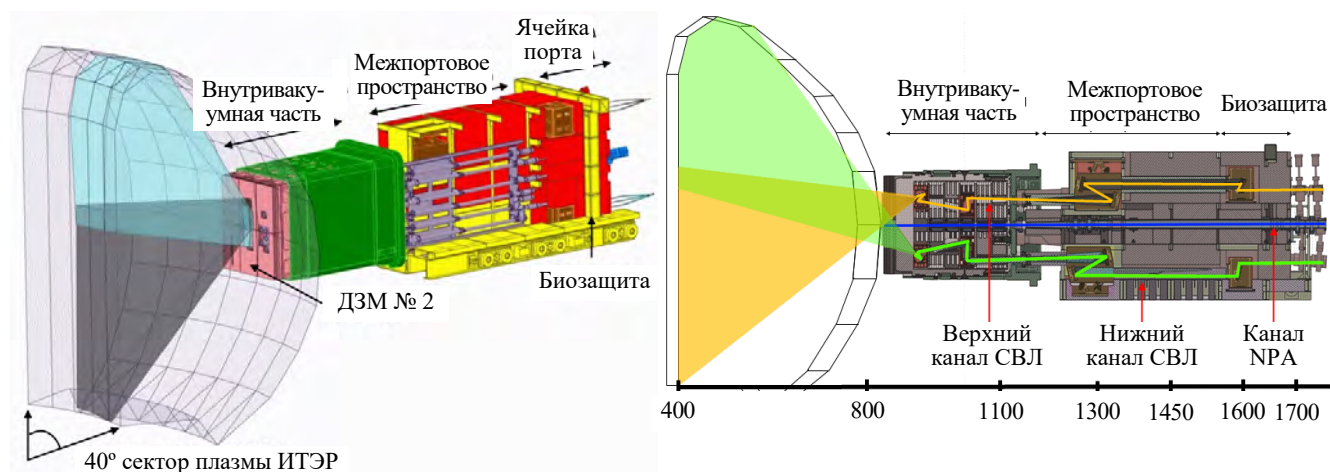 Ячейка
порта
Межпортовое
пространство
Внутриваку-
умная часть
Биозащита
ДЗМ № 2
40º сектор плазмы ИТЭР
Внутриваку-
умная часть
Межпортовое
пространство
Биозащита
Верхний
канал СВЛ
Нижний
канал СВЛ
Канал
NPA
400 800 1100 1300 1450 1600 1700